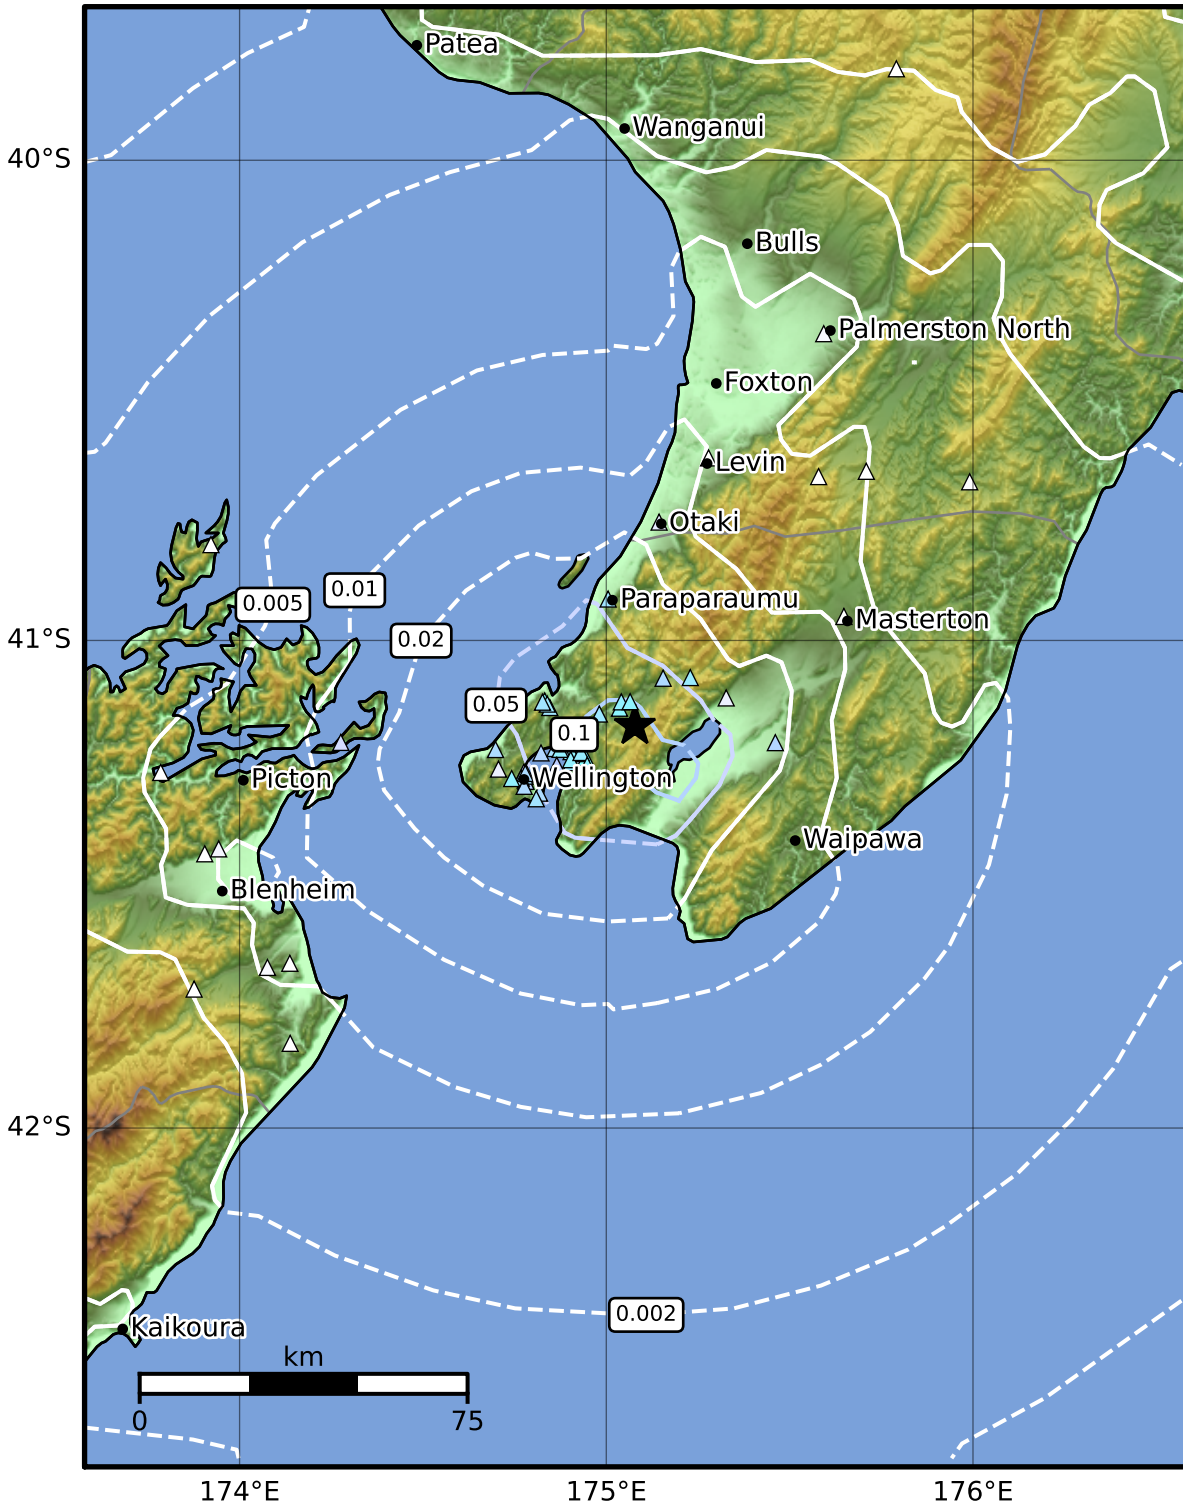 Patea
Wanganui
40°S
Bulls
Palmerston North
Foxton
Levin
Otaki
0.01
0.005
Paraparaumu
Masterton
41°S
0.02
0.05
0.1
Picton
Wellington
Waipawa
Blenheim
42°S
0.002
Kaikoura
km
0
75
174°E
175°E
176°E